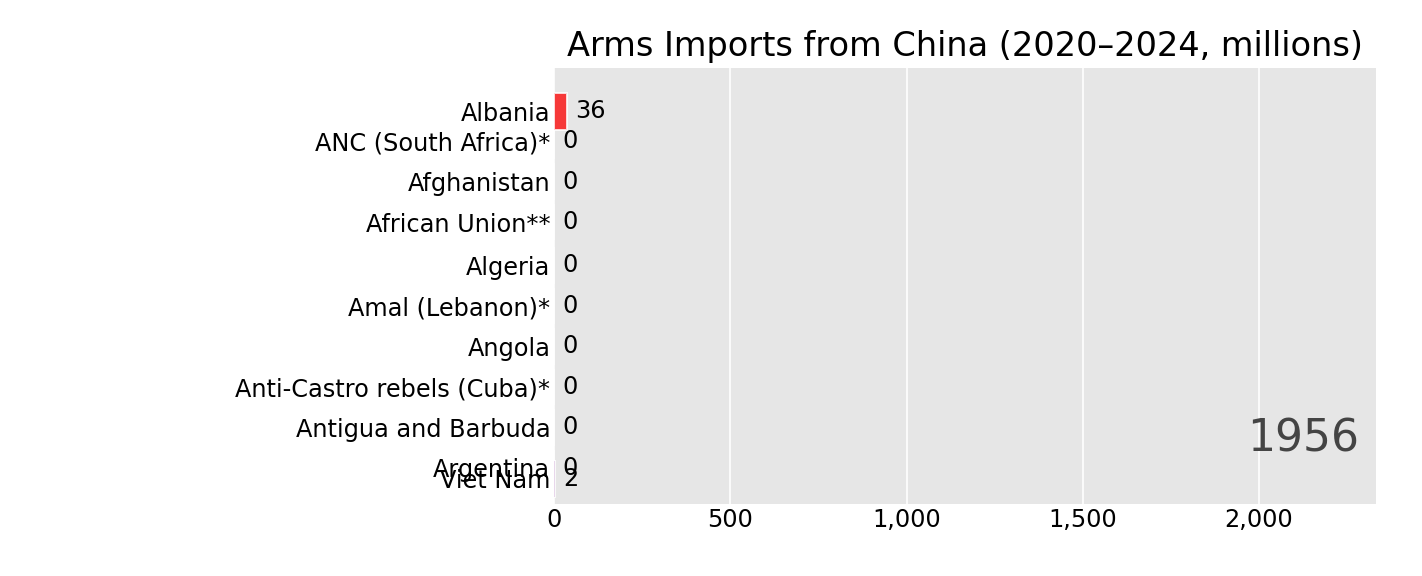 Arms Imports from China (2020–2024, millions)
Albania 36
ANC (South Africa)* 0
Afghanistan 0
African Union** 0
Algeria 0
Amal (Lebanon)* 0
Angola 0
Anti-Castro rebels (Cuba)* 0
Antigua and Barbuda 0
1956
Argentina 0
Viet Nam 2
0 500 1,000 1,500 2,000